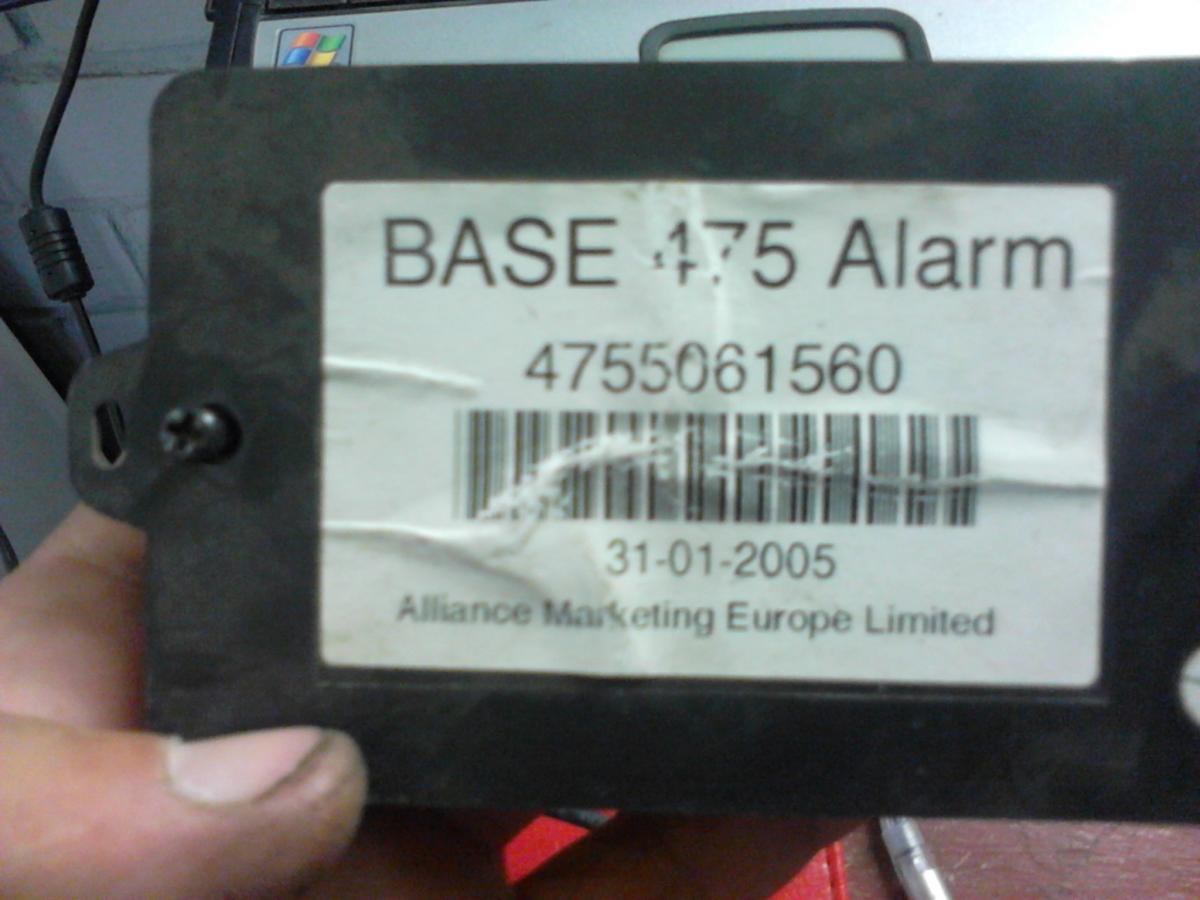 BASE 475 Alarm
4755061560
31-01-2005
Alliance Marketing Europe Limited